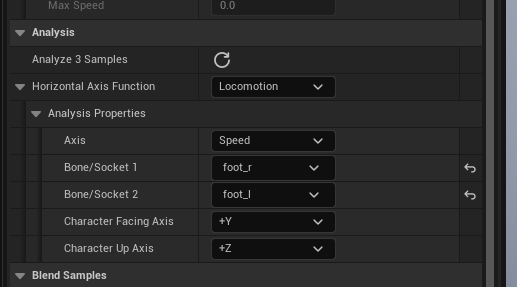 Max Speed 0.0
Analysis
Analyze 3 Samples
Horizontal Axis Function Locomotion
Analysis Properties
Axis Speed
Bone/Socket 1 foot_r
Bone/Socket 2 foot_l
Character Facing Axis +Y
Character Up Axis +Z
Blend Samples